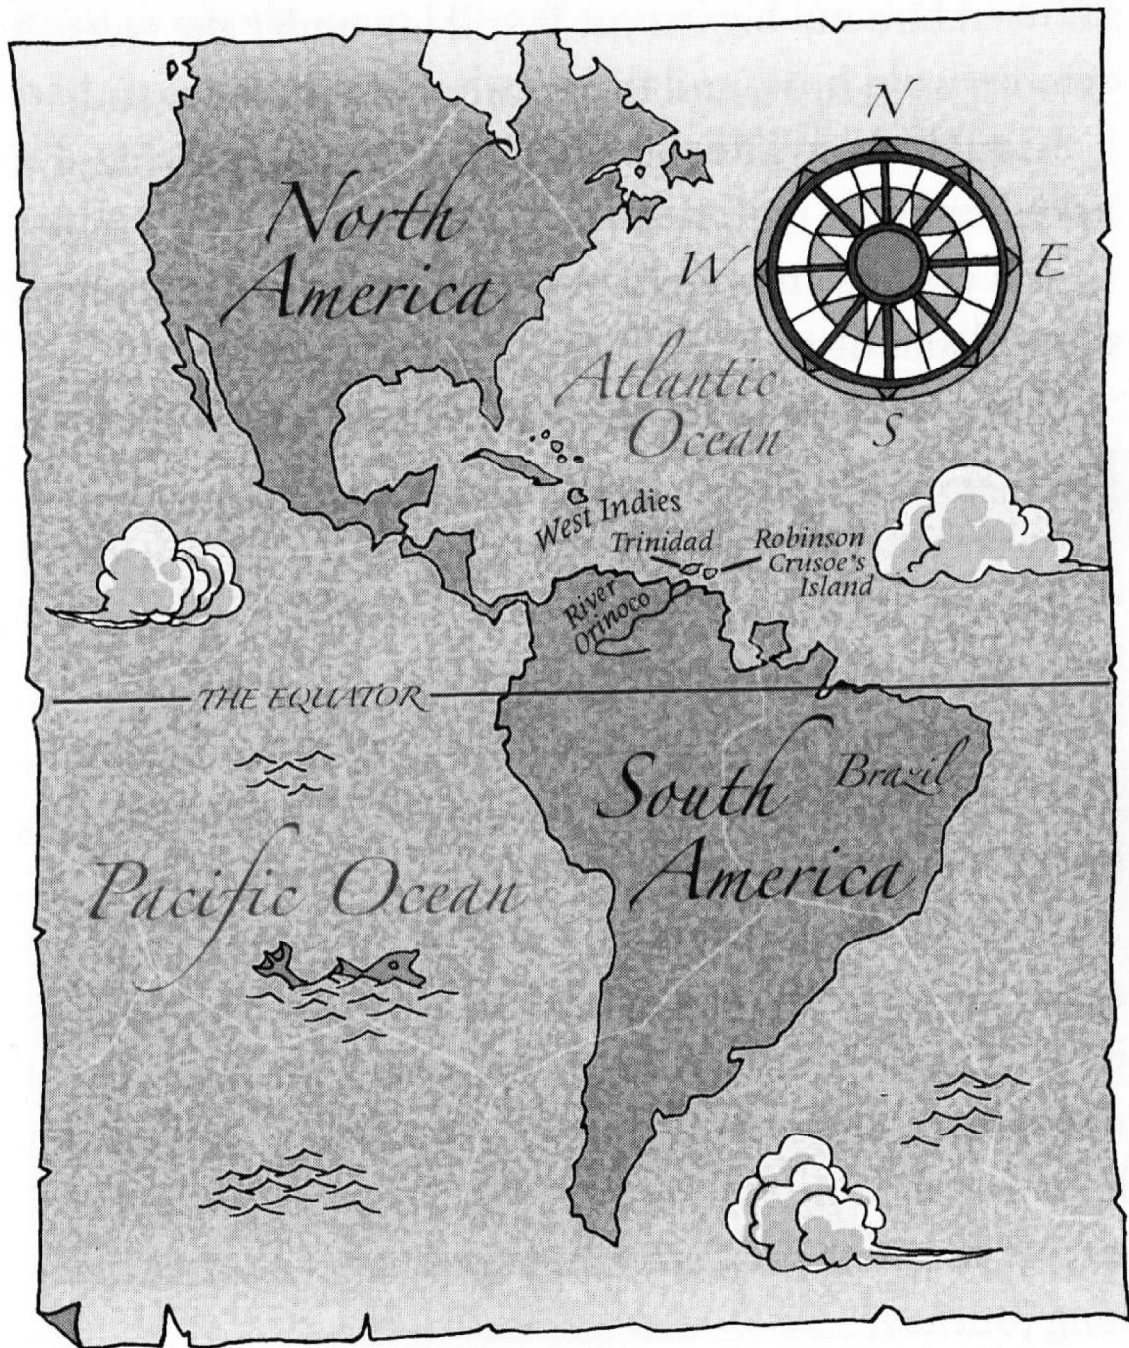 N
North
America
W
E
Atlantic
Ocean
S
West Indies
Trinidad
Robinson
Crusoe's
Island
River
Orinoco
THE EQUATOR
South
America
Brazil
Pacific Ocean